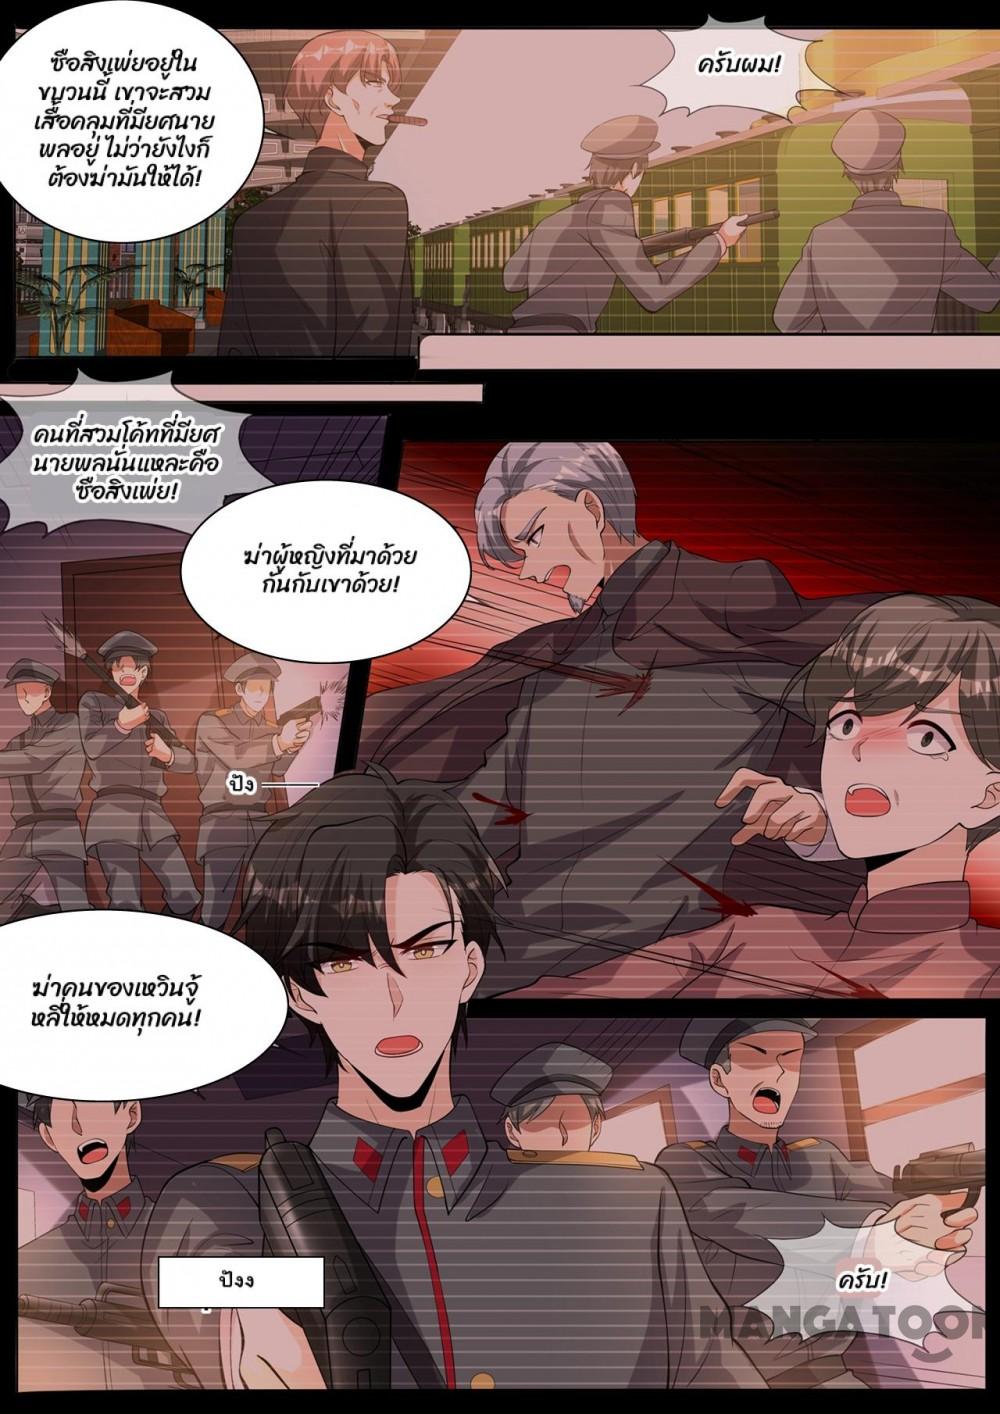 ซือสิงเพ่ยอยู่ใน
ขบวนนี้ เขาจะสวม
เสื้อคลุมที่มียศนาย
พลอยู่ ไม่ว่ายังไงก็
ต้องฆ่ามันให้ได้!
ครับผม!
คนที่สวมโค้ทที่มียศ
นายพลนั่นแหละคือ
ซือสิงเพ่ย!
ฆ่าผู้หญิงที่มาด้วย
กันกับเขาด้วย!
ปัง
ฆ่าคนของเหวินจู้
หลี่ให้หมดทุกคน!
ปังง
ครับ!
MANGATOON